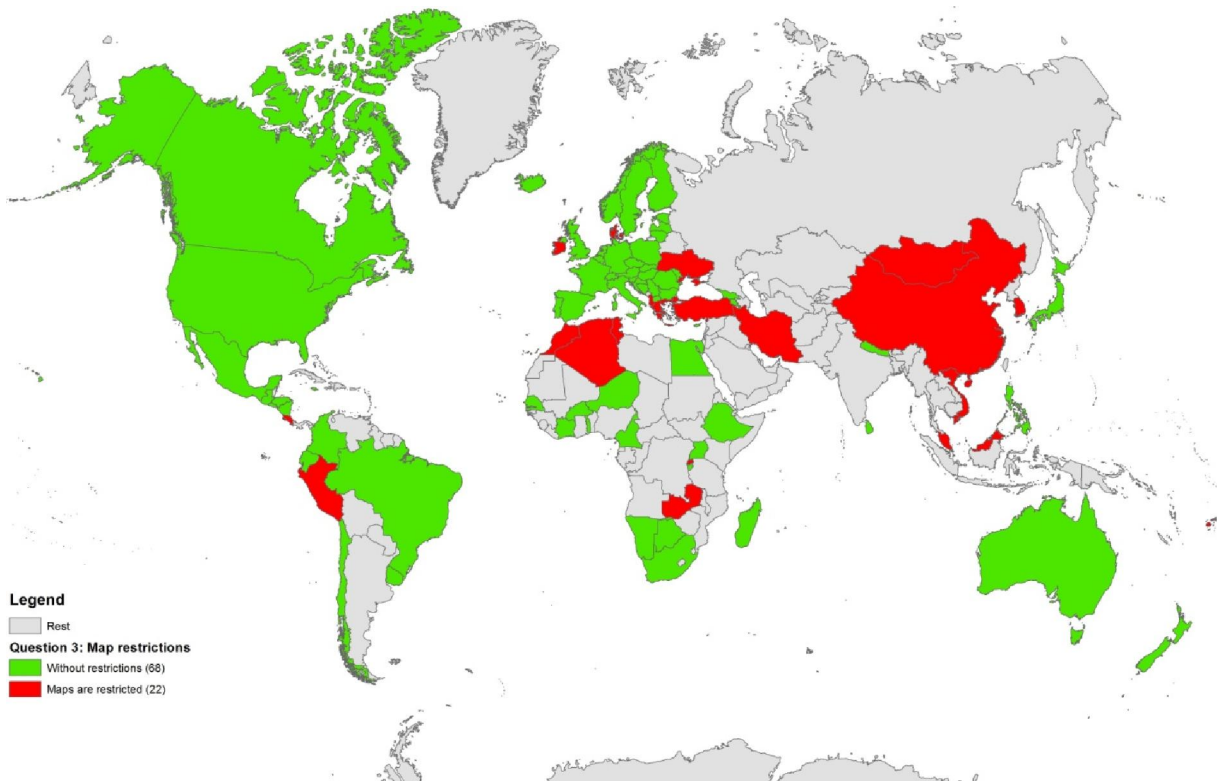 Legend
Rest
Question 3: Map restrictions
Without restrictions (68)
Maps are restricted (22)